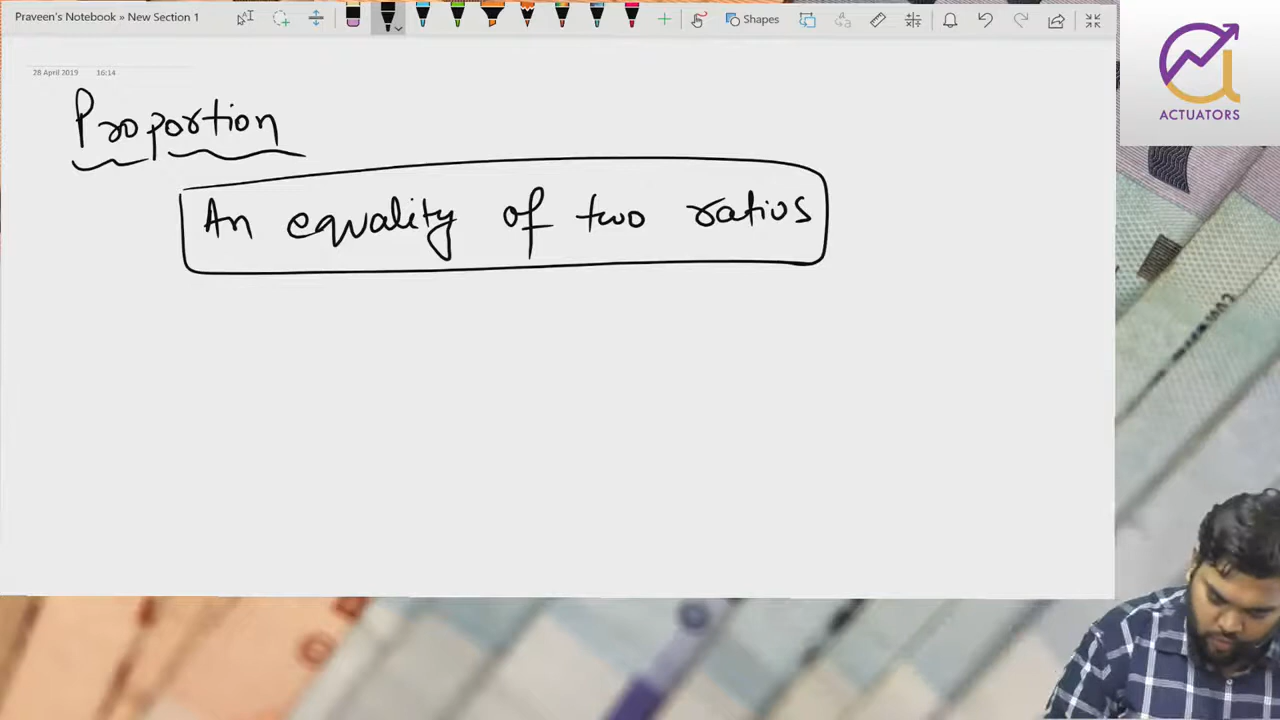 Praveen's Notebook » New Section 1
Shapes
ACTUATORS
28 April 2019 16:14
Proportion
An equality of two ratios